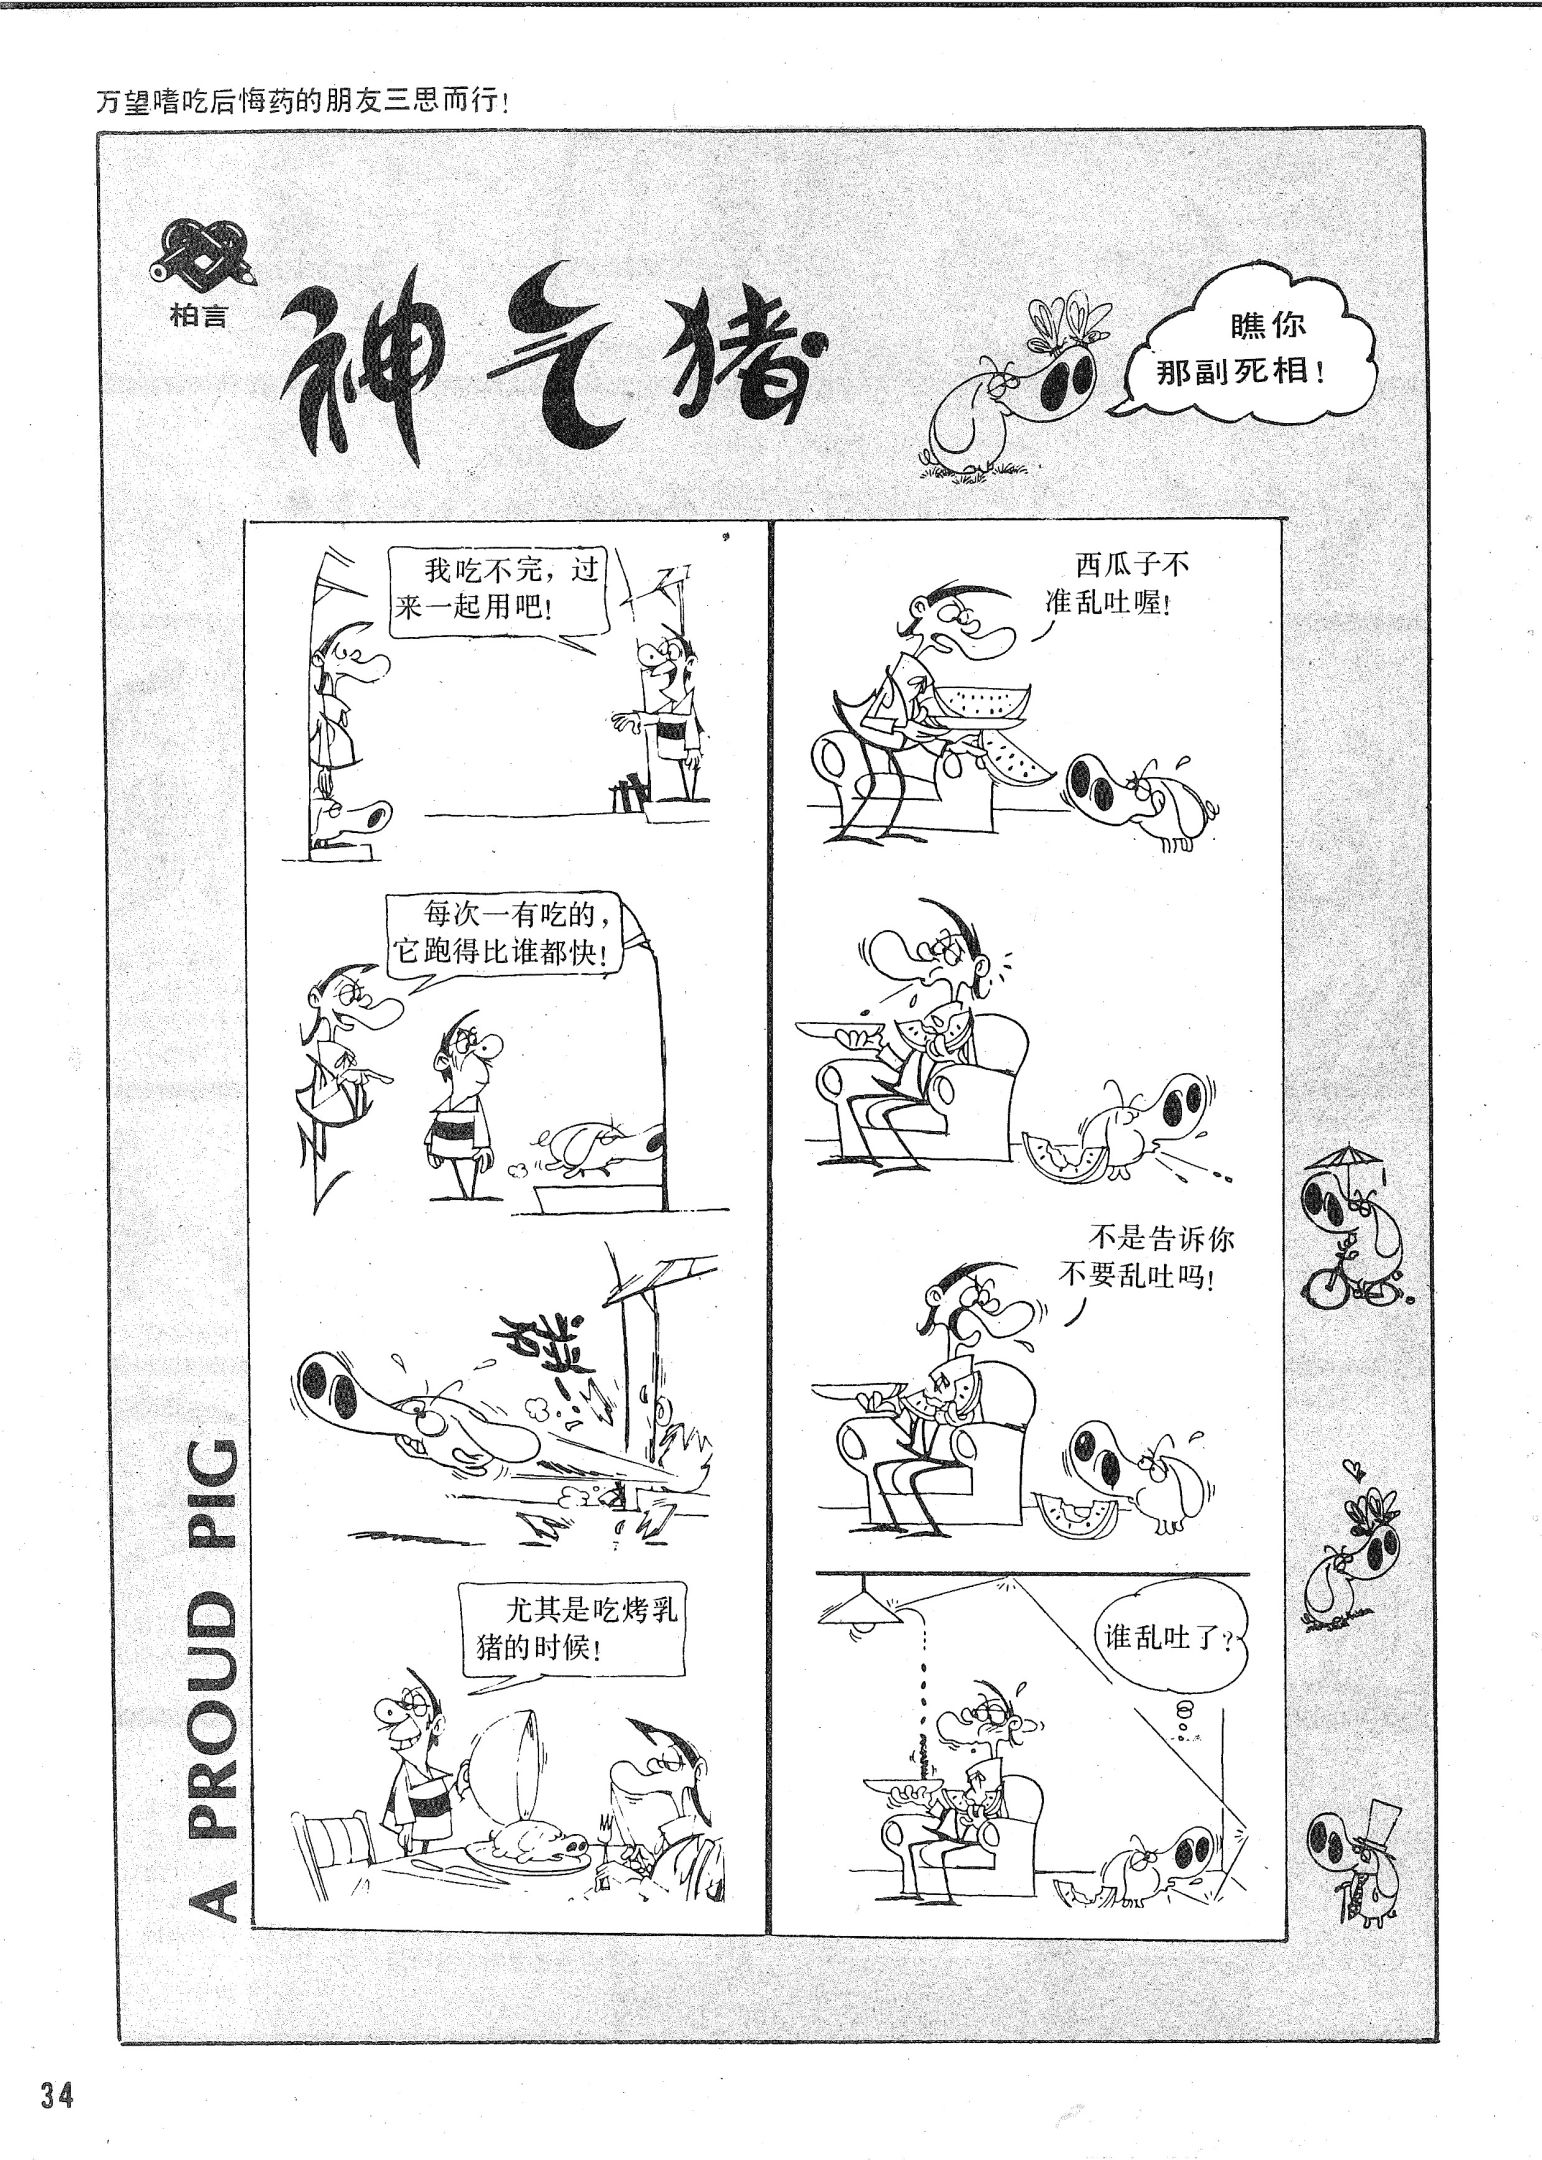 万望嗜吃后悔药的朋友三思而行!
柏言
神气猪
瞧你
那副死相!
我吃不完,过
来一起用吧!
每次一有吃的,
它跑得比谁都快!
尤其是吃烤乳
猪的时候!
西瓜子不
准乱吐喔!
不是告诉你
不要乱吐吗!
谁乱吐了?
A PROUD PIG
34